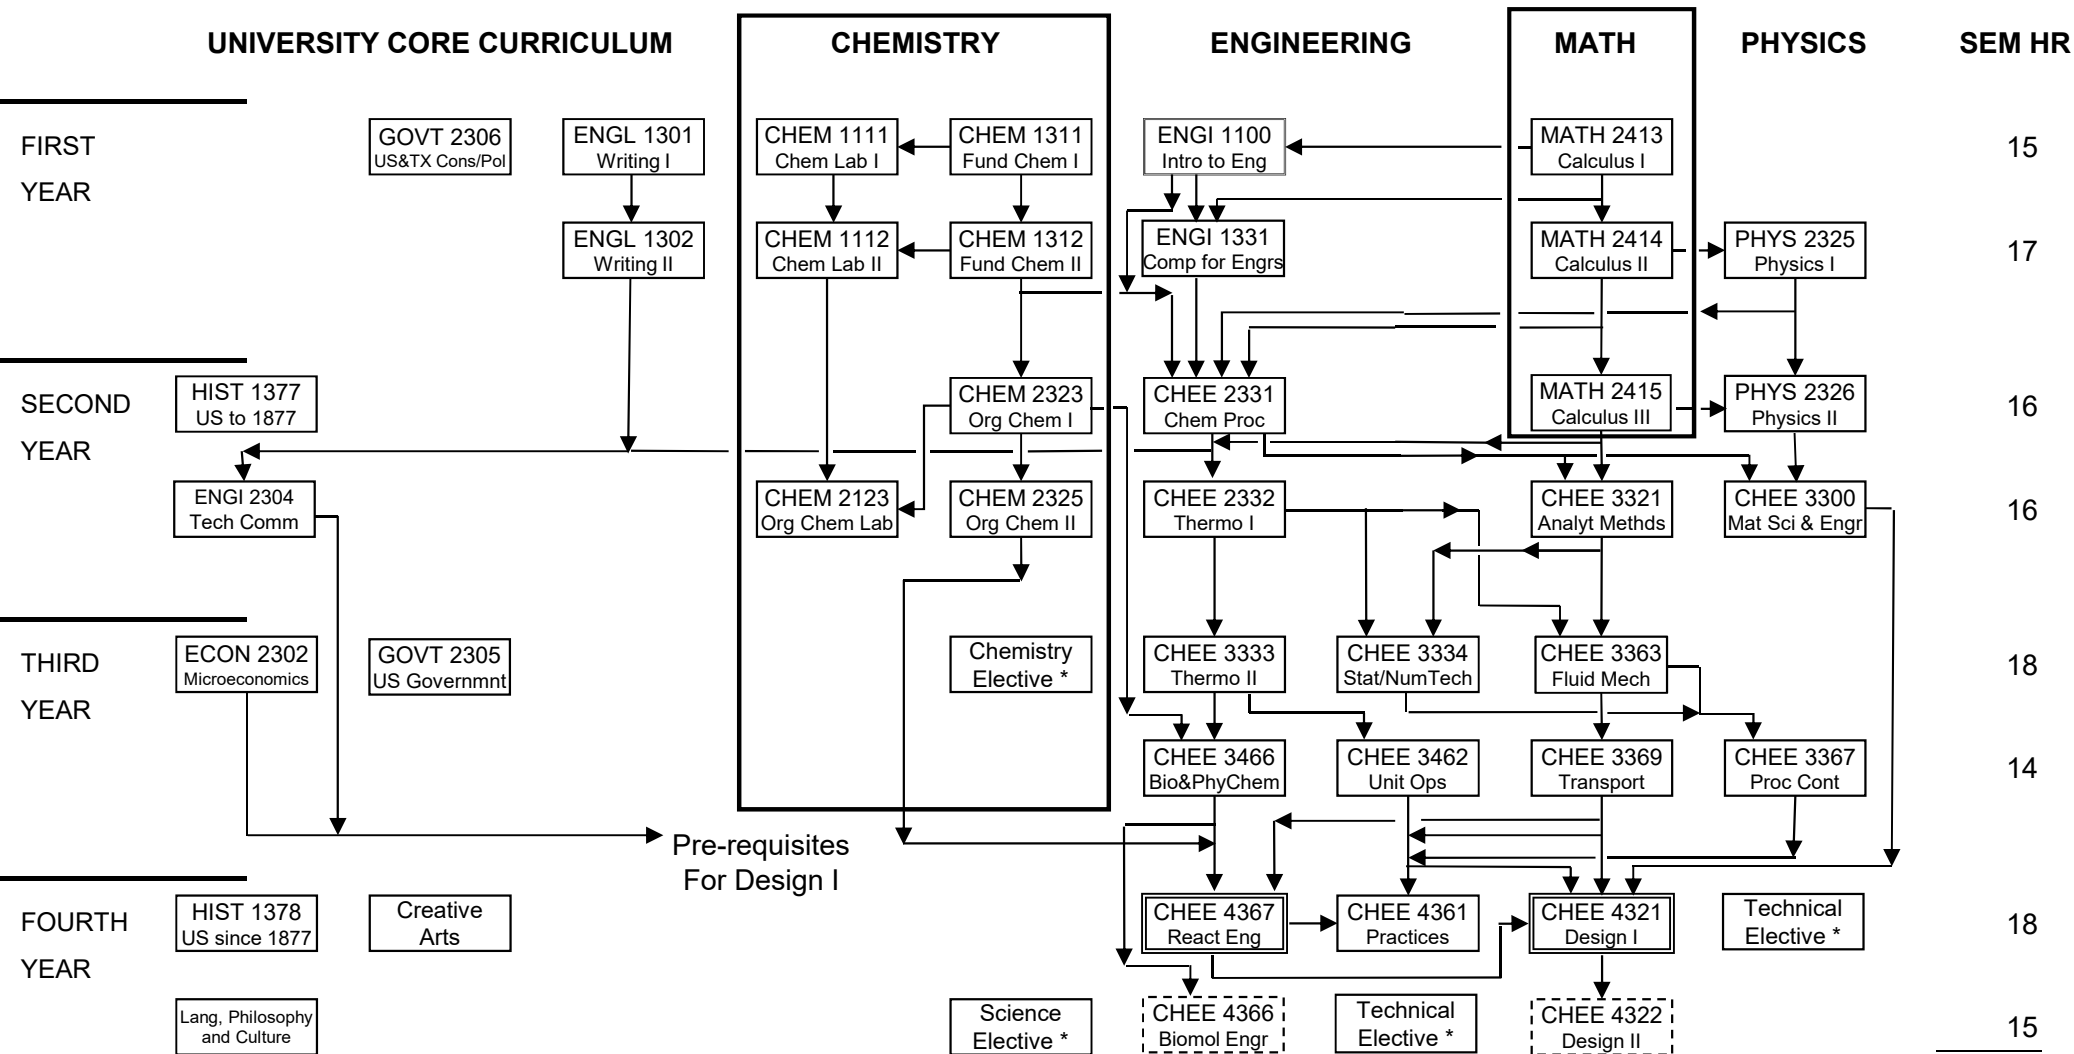 UNIVERSITY CORE CURRICULUM
CHEMISTRY
ENGINEERING
MATH
PHYSICS
SEM HR
FIRST
YEAR
GOVT 2306
US&TX Cons/Pol
ENGL 1301
Writing I
CHEM 1111
Chem Lab I
CHEM 1311
Fund Chem I
ENGI 1100
Intro to Eng
MATH 2413
Calculus I
15
ENGL 1302
Writing II
CHEM 1112
Chem Lab II
CHEM 1312
Fund Chem II
ENGI 1331
Comp for Engrs
MATH 2414
Calculus II
PHYS 2325
Physics I
17
SECOND
YEAR
HIST 1377
US to 1877
CHEM 2323
Org Chem I
CHEE 2331
Chem Proc
MATH 2415
Calculus III
PHYS 2326
Physics II
16
ENGI 2304
Tech Comm
CHEM 2123
Org Chem Lab
CHEM 2325
Org Chem II
CHEE 2332
Thermo I
CHEE 3321
Analyt Methds
CHEE 3300
Mat Sci & Engr
16
THIRD
YEAR
ECON 2302
Microeconomics
GOVT 2305
US Governmnt
Chemistry
Elective *
CHEE 3333
Thermo II
CHEE 3334
Stat/NumTech
CHEE 3363
Fluid Mech
18
CHEE 3466
Bio&PhyChem
CHEE 3462
Unit Ops
CHEE 3369
Transport
CHEE 3367
Proc Cont
14
Pre-requisites
For Design I
FOURTH
YEAR
HIST 1378
US since 1877
Creative
Arts
CHEE 4367
React Eng
CHEE 4361
Practices
CHEE 4321
Design I
Technical
Elective *
18
Lang, Philosophy
and Culture
Science
Elective *
CHEE 4366
Biomol Engr
Technical
Elective *
CHEE 4322
Design II
15